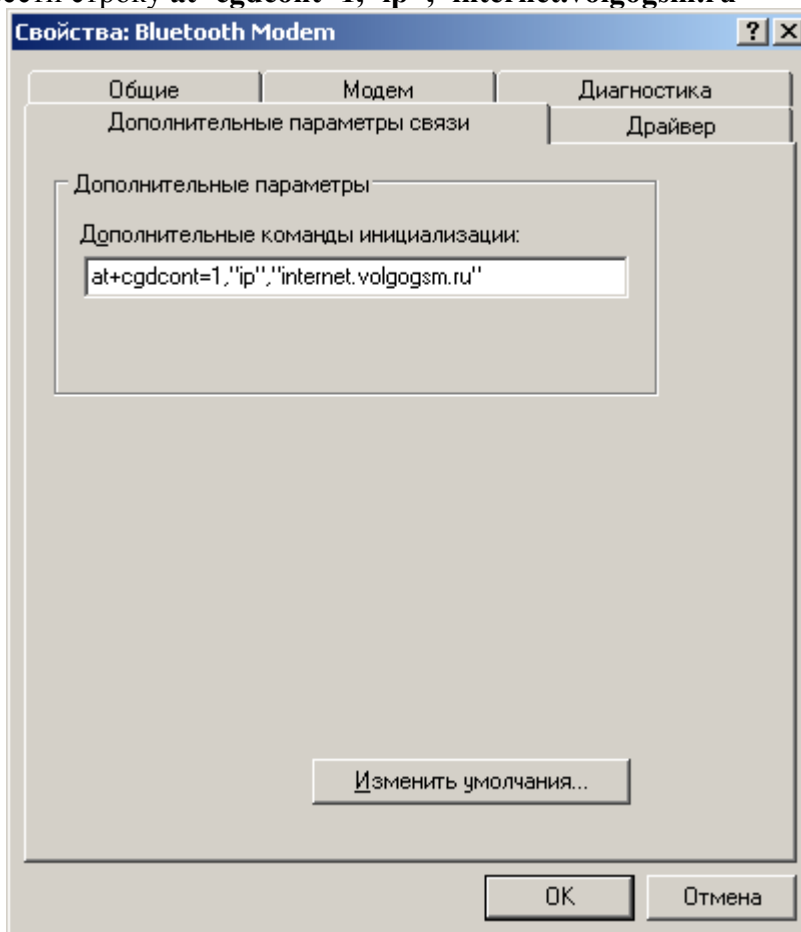 строку
Свойства: Bluetooth Modem
Общие Модем Диагностика
Дополнительные параметры связи Драйвер
Дополнительные параметры
Дополнительные команды инициализации:
at+cgdcont=1,"ip","internet.volgogsm.ru"
Изменить умолчания...
OK Отмена